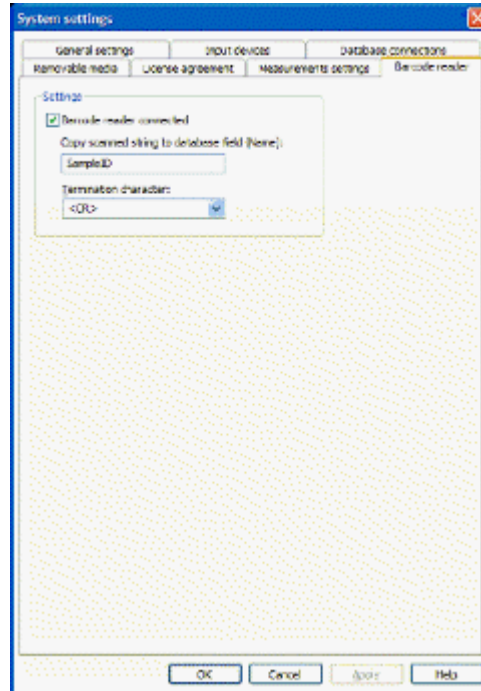 System settings
General settings Input devices Database connections
Removable media License agreement Measurements settings Barcode reader
Settings
Barcode reader connected
Copy scanned string to database field (Name):
SampleID
Termination character:
<CR>
OK Cancel Apply Help